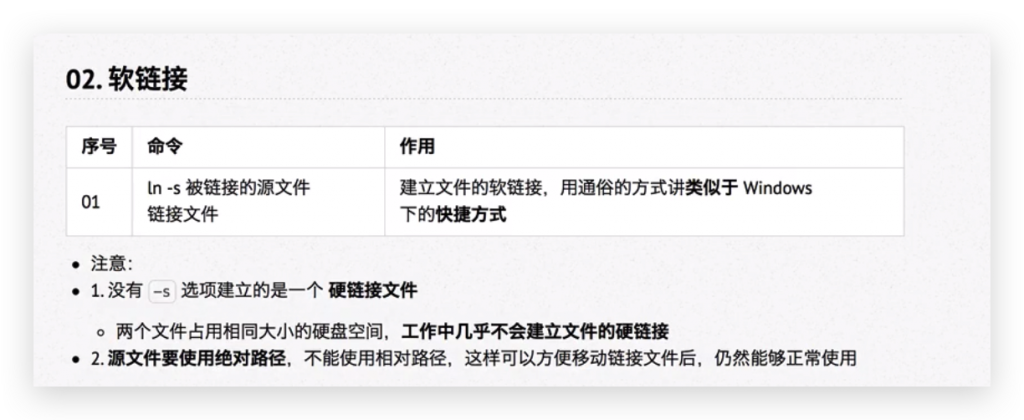 02. 软链接
序号 命令 作用
01
ln -s 被链接的源文件
链接文件
建立文件的软链接，用通俗的方式讲类似于 Windows
下的快捷方式
• 注意：
• 1. 没有 -s 选项建立的是一个 硬链接文件
◦ 两个文件占用相同大小的硬盘空间，工作中几乎不会建立文件的硬链接
• 2. 源文件要使用绝对路径，不能使用相对路径，这样可以方便移动链接文件后，仍然能够正常使用